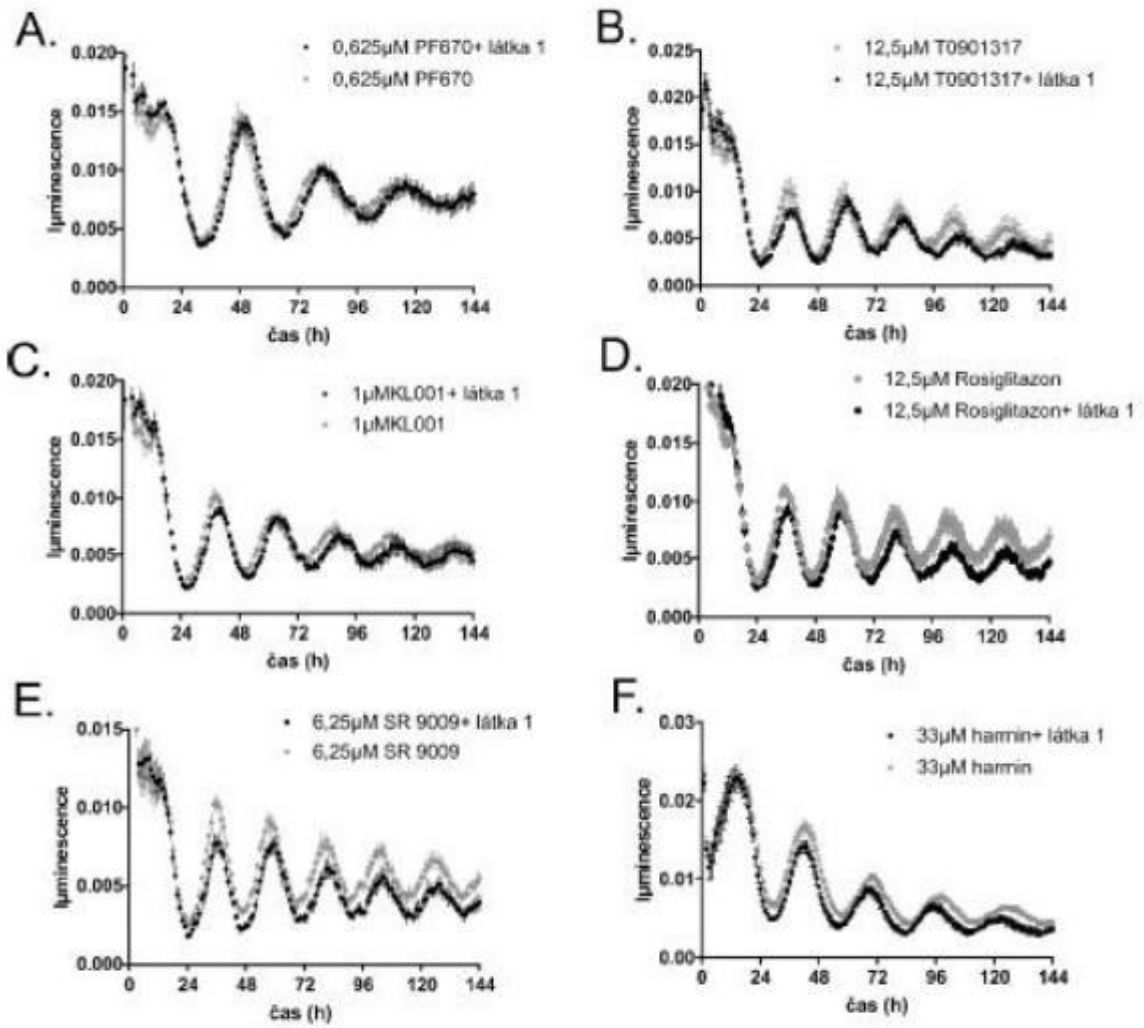 A.
0,625µM PF670+ látka 1
0,625µM PF670
luminescence
0.020
0.015
0.010
0.005
0.000
0 24 48 72 96 120 144
čas (h)
B.
12,5µM T0901317
12,5µM T0901317+ látka 1
luminescence
0.025
0.020
0.015
0.010
0.005
0.000
0 24 48 72 96 120 144
čas (h)
C.
1µMKL001+ látka 1
1µMKL001
luminescence
0.020
0.015
0.010
0.005
0.000
0 24 48 72 96 120 144
čas (h)
D.
12,5µM Rosiglitazon
12,5µM Rosiglitazon+ látka 1
luminescence
0.020
0.015
0.010
0.005
0.000
0 24 48 72 96 120 144
čas (h)
E.
6,25µM SR 9009+ látka 1
6,25µM SR 9009
luminescence
0.015
0.010
0.005
0.000
0 24 48 72 96 120 144
čas (h)
F.
33µM harmin+ látka 1
33µM harmin
luminescence
0.03
0.02
0.01
0.00
0 24 48 72 96 120 144
čas (h)